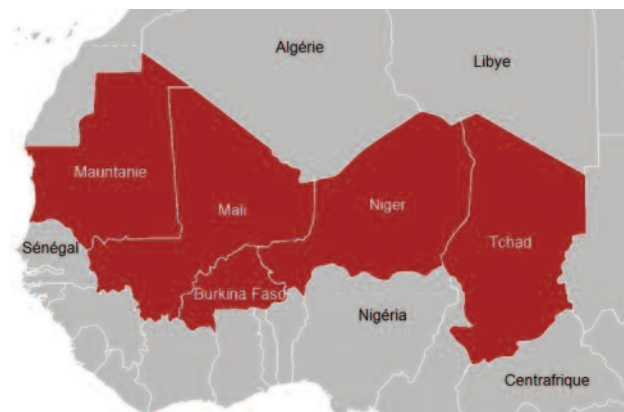 Algérie
Libye
Mauritanie
Mali
Niger
Tchad
Sénégal
Burkina Faso
Nigéria
Centrafrique